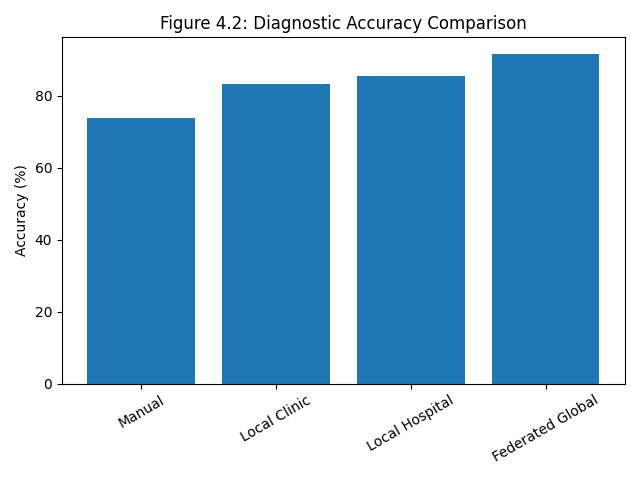 Figure 4.2: Diagnostic Accuracy Comparison
Accuracy (%)
80
60
40
20
0
Manual
Local Clinic
Local Hospital
Federated Global